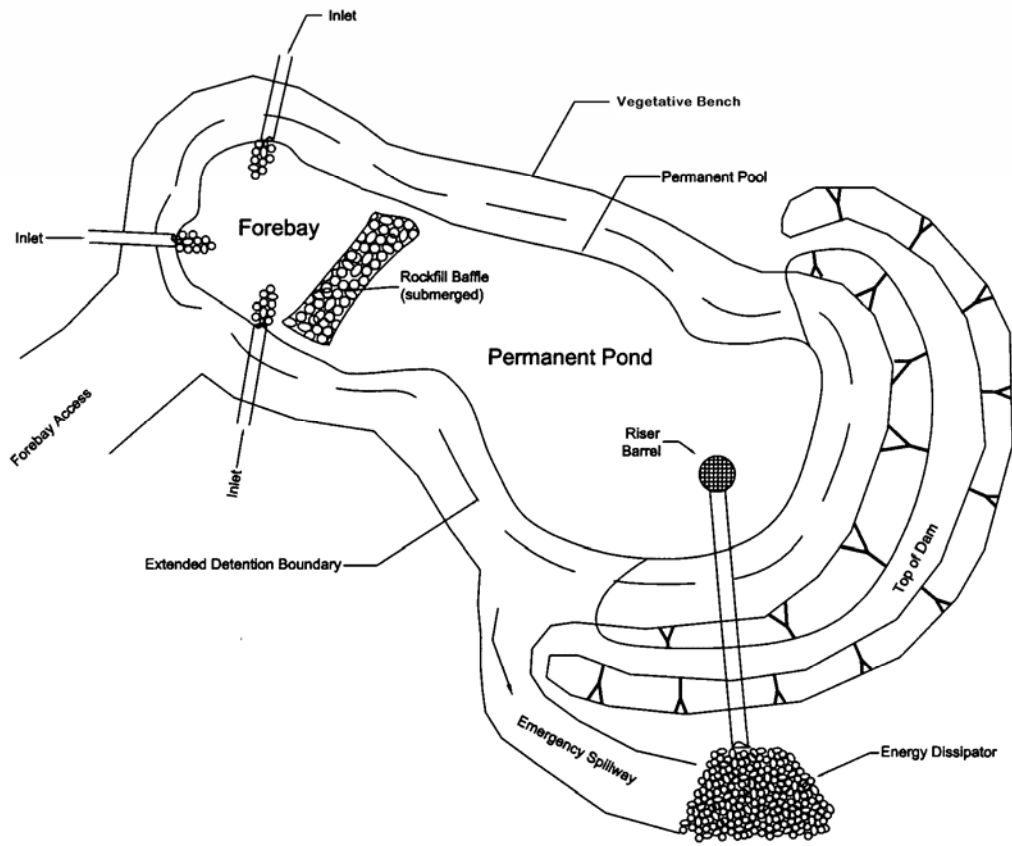 Inlet
Vegetative Bench
Permanent Pool
Inlet
Forebay
Rockfill Baffle
(submerged)
Permanent Pond
Forebay Access
Riser
Barrel
Inlet
Extended Detention Boundary
Top of Dam
Emergency Spillway
Energy Dissipator